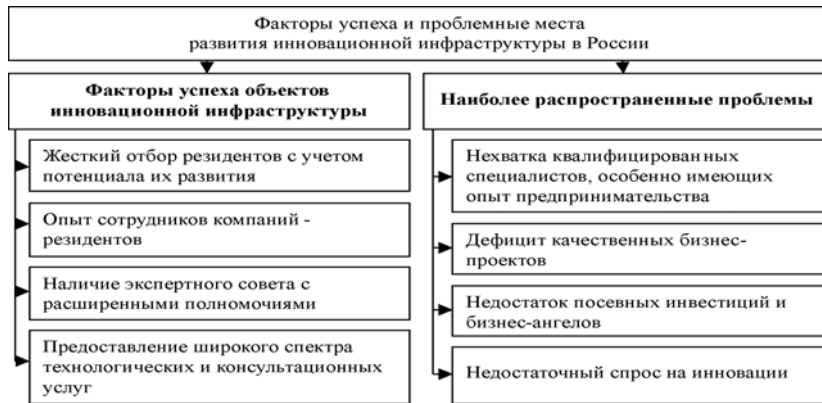 Факторы успеха и проблемные места
развития инновационной инфраструктуры в России
Факторы успеха объектов
инновационной инфраструктуры
Жесткий отбор резидентов с учетом
потенциала их развития
Опыт сотрудников компаний -
резидентов
Наличие экспертного совета с
расширенными полномочиями
Предоставление широкого спектра
технологических и консультационных
услуг
Наиболее распространенные проблемы
Нехватка квалифицированных
специалистов, особенно имеющих
опыт предпринимательства
Дефицит качественных бизнес-
проектов
Недостаток посевных инвестиций и
бизнес-ангелов
Недостаточный спрос на инновации